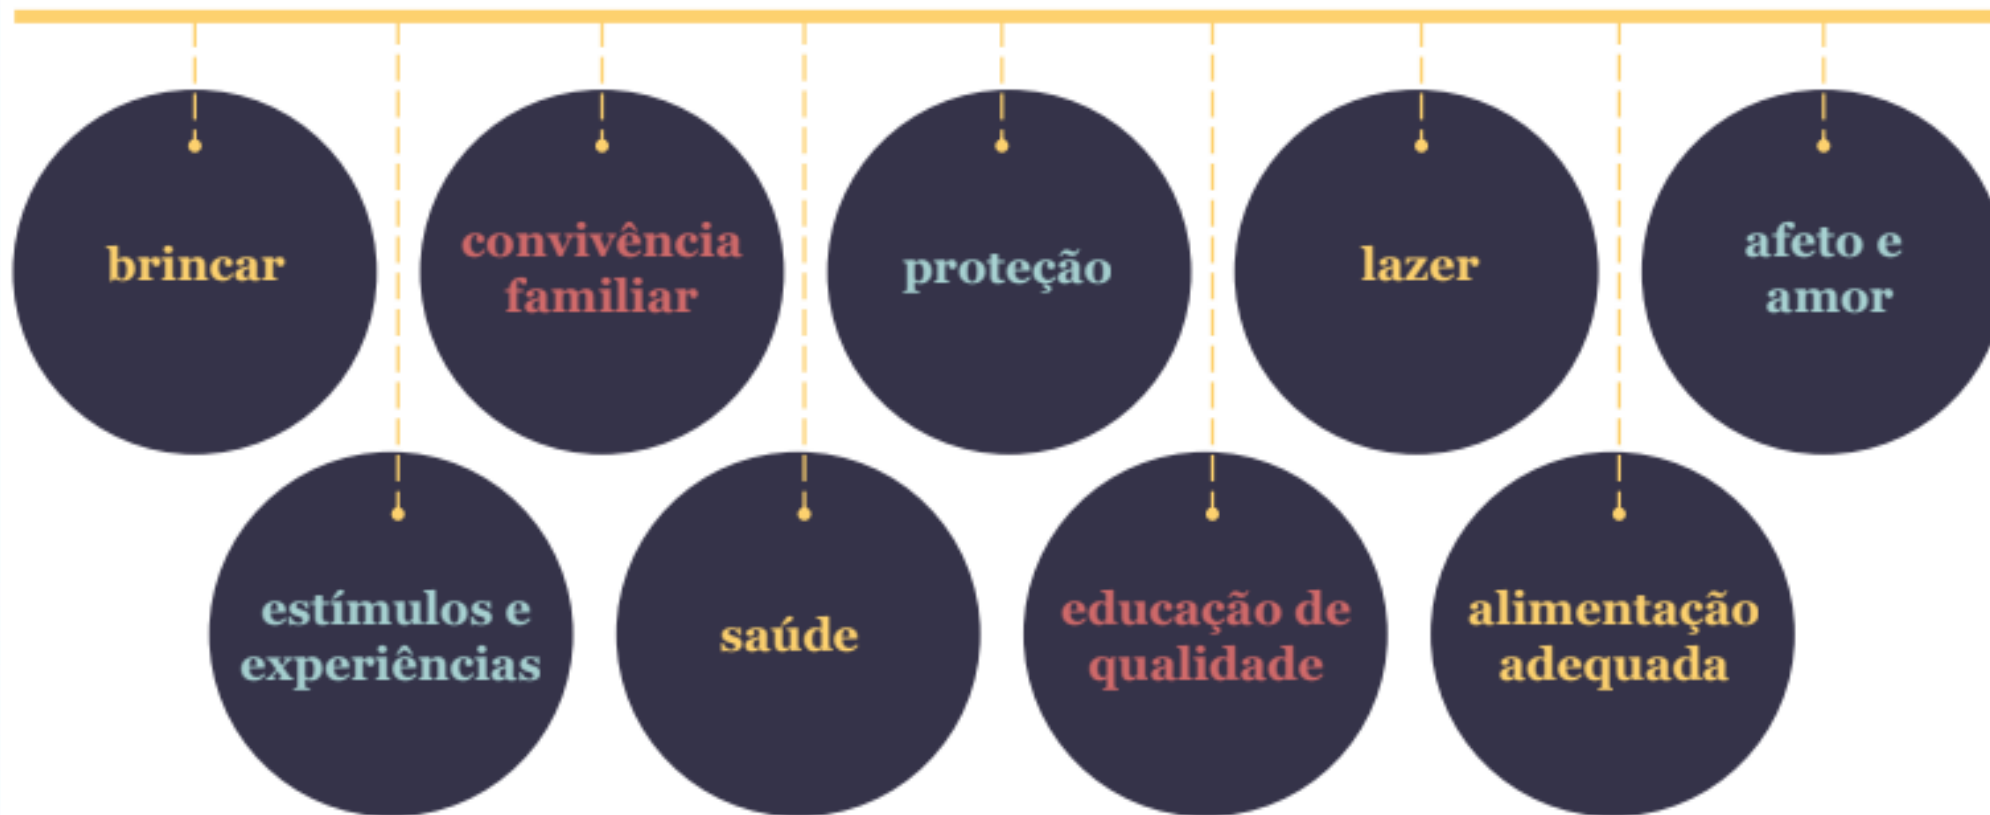 brincar
convivência
familiar
proteção
lazer
afeto e
amor
estímulos e
experiências
saúde
educação de
qualidade
alimentação
adequada